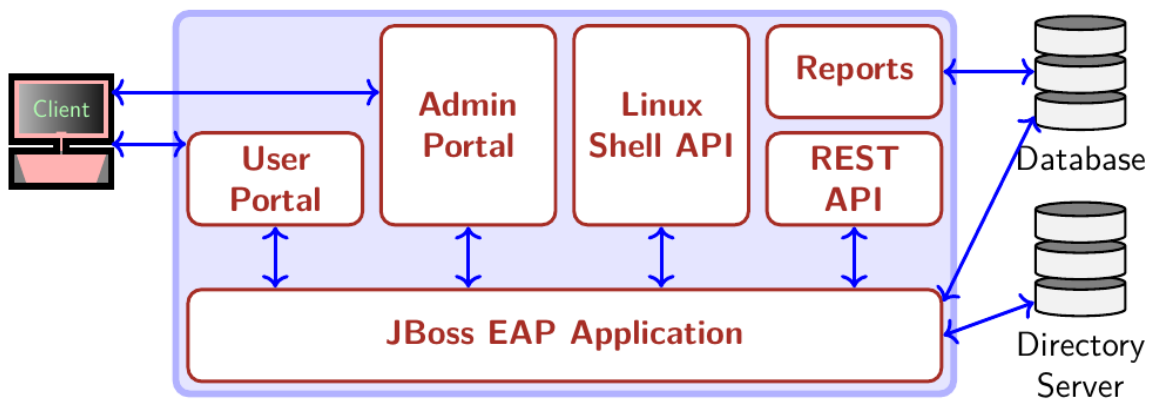 Client
User
Portal
Admin
Portal
Linux
Shell API
Reports
REST
API
JBoss EAP Application
Database
Directory
Server